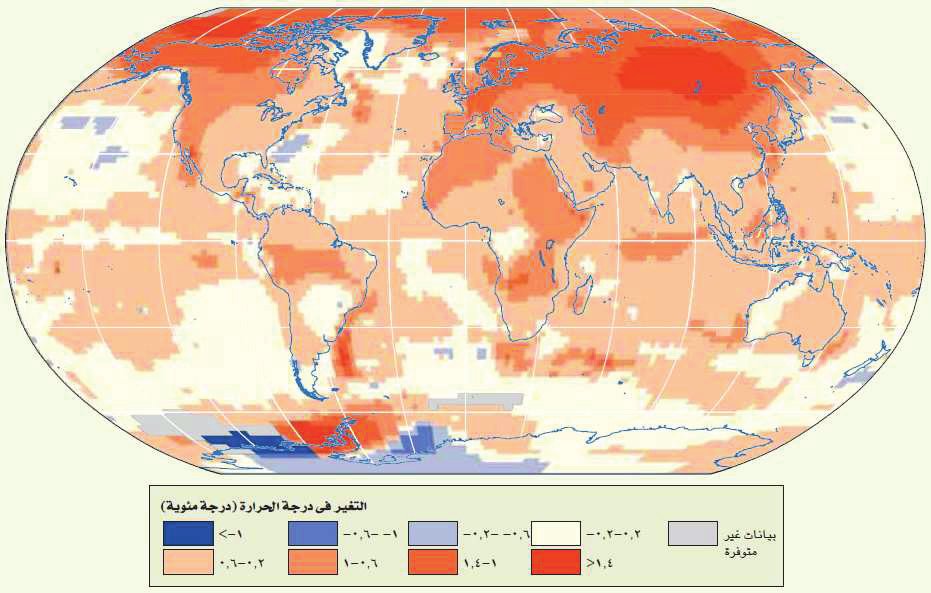 التغير فى درجة الحرارة (درجة مئوية)
<-١
-٠,٦- -١
-٠,٢- -٠,٦
-٠,٢-٠,٢
بيانات غير
متوفرة
٠,٦-٠,٢
١-٠,٦
١,٤-١
>١,٤